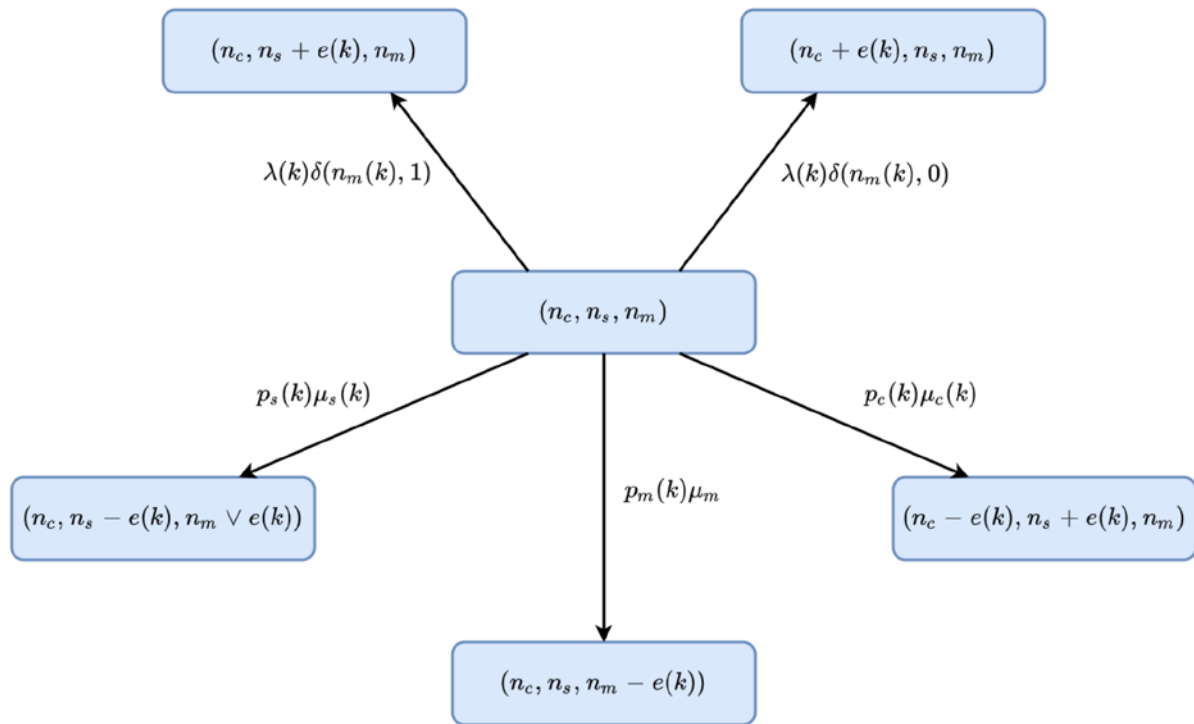 (n_c, n_s + e(k), n_m)
(n_c + e(k), n_s, n_m)
λ(k)δ(n_m(k), 1)
λ(k)δ(n_m(k), 0)
(n_c, n_s, n_m)
p_s(k)μ_s(k)
p_c(k)μ_c(k)
p_m(k)μ_m
(n_c, n_s − e(k), n_m ∨ e(k))
(n_c − e(k), n_s + e(k), n_m)
(n_c, n_s, n_m − e(k))